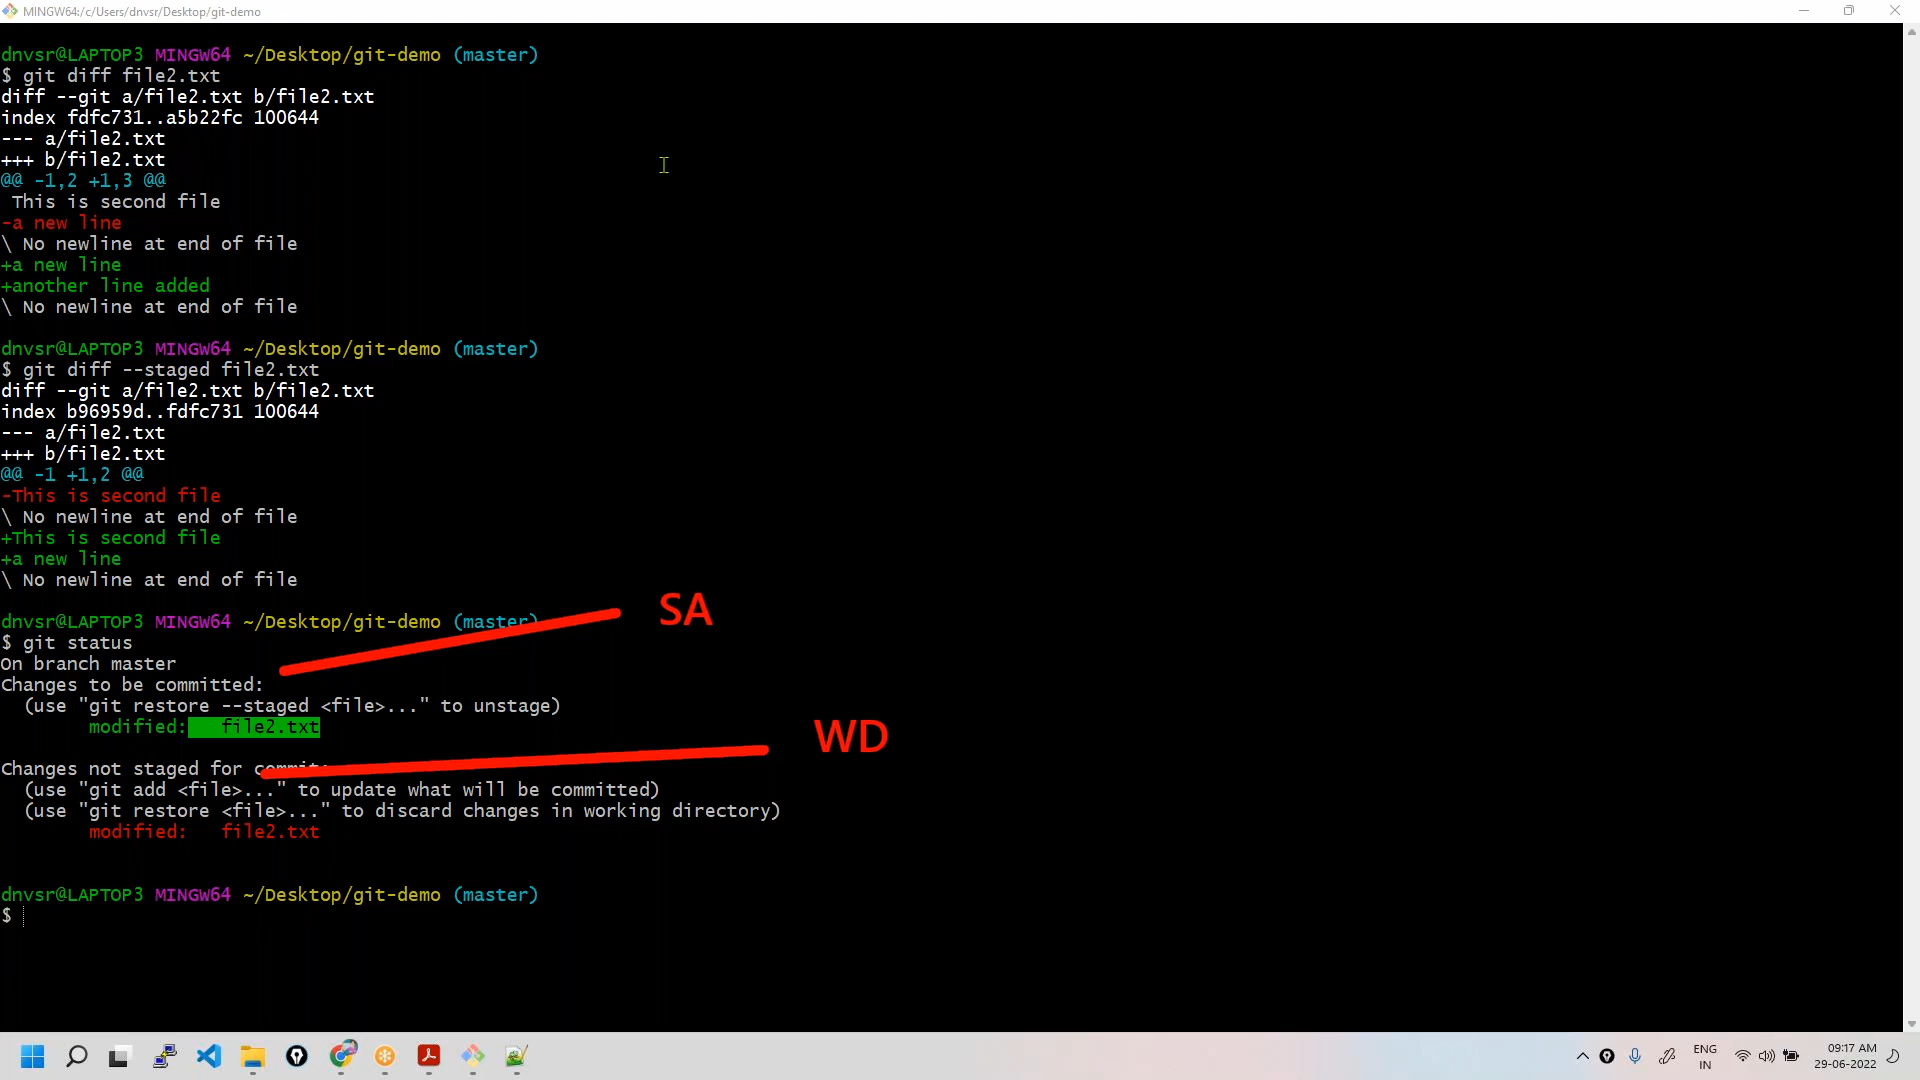 MINGW64:/c/Users/dnvsr/Desktop/git-demo
dnvsr@LAPTOP3 MINGW64 ~/Desktop/git-demo (master)
$ git diff file2.txt
diff --git a/file2.txt b/file2.txt
index fdfc731..a5b22fc 100644
--- a/file2.txt
+++ b/file2.txt
@@ -1,2 +1,3 @@
 This is second file
-a new line
\ No newline at end of file
+a new line
+another line added
\ No newline at end of file
dnvsr@LAPTOP3 MINGW64 ~/Desktop/git-demo (master)
$ git diff --staged file2.txt
diff --git a/file2.txt b/file2.txt
index b96959d..fdfc731 100644
--- a/file2.txt
+++ b/file2.txt
@@ -1 +1,2 @@
-This is second file
\ No newline at end of file
+This is second file
+a new line
\ No newline at end of file
dnvsr@LAPTOP3 MINGW64 ~/Desktop/git-demo (master)
SA
$ git status
On branch master
Changes to be committed:
  (use "git restore --staged <file>..." to unstage)
        modified:   file2.txt
WD
Changes not staged for commit:
  (use "git add <file>..." to update what will be committed)
  (use "git restore <file>..." to discard changes in working directory)
        modified:   file2.txt
dnvsr@LAPTOP3 MINGW64 ~/Desktop/git-demo (master)
$
ENG
IN
09:17 AM
29-06-2022